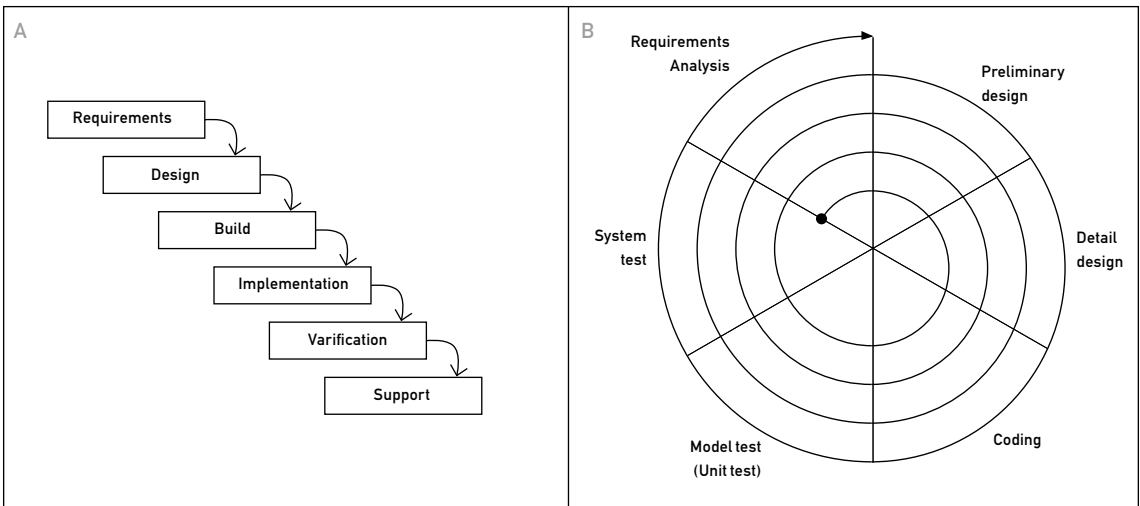 A
Requirements
Design
Build
Implementation
Varification
Support
B
Requirements
Analysis
Preliminary
design
Detail
design
Coding
Model test
(Unit test)
System
test